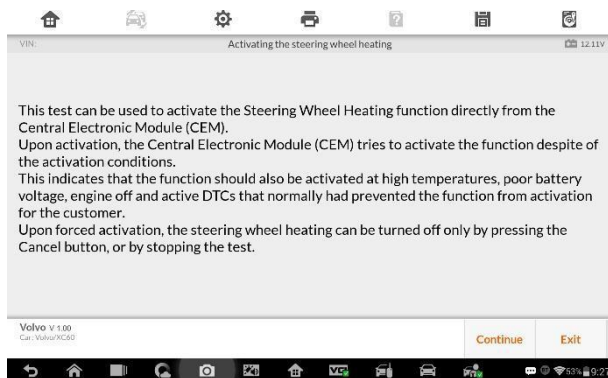 VIN:
Activating the steering wheel heating
12.11V
This test can be used to activate the Steering Wheel Heating function directly from the
Central Electronic Module (CEM).
Upon activation, the Central Electronic Module (CEM) tries to activate the function despite of
the activation conditions.
This indicates that the function should also be activated at high temperatures, poor battery
voltage, engine off and active DTCs that normally had prevented the function from activation
for the customer.
Upon forced activation, the steering wheel heating can be turned off only by pressing the
Cancel button, or by stopping the test.
Volvo V 1.00
Car: Volvo/XC60
Continue
Exit
53% 9:27